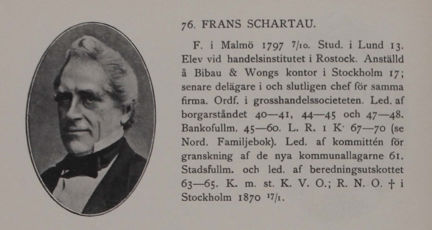 76. FRANS SCHARTAU.
F. i Malmö 1797 7/10. Stud. i Lund 13.
Elev vid handelsinstitutet i Rostock. Anställd
å Bibau & Wongs kontor i Stockholm 17;
senare delägare i och slutligen chef för samma
firma. Ordf. i grosshandelssocieteten. Led. af
borgarståndet 40—41, 44—45 och 47—48.
Bankofullm. 45—60. L. R. 1 K· 67—70 (se
Nord. Familjebok). Led. af kommittén för
granskning af de nya kommunallagarne 61.
Stadsfullm. och led. af beredningsutskottet
63—65. K. m. st. K. V. O.; R. N. O. † i
Stockholm 1870 17/1.